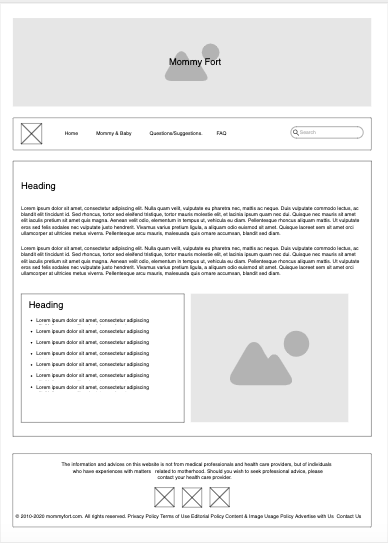 Mommy Fort
Home Mommy & Baby Questions/Suggestions. FAQ Search
Heading
Lorem ipsum dolor sit amet, consectetur adipiscing elit. Nulla quam velit, vulputate eu pharetra nec, mattis ac neque. Duis vulputate commodo lectus, ac
blandit elit tincidunt id. Sed rhoncus, tortor sed eleifend tristique, tortor mauris molestie elit, et lacinia ipsum quam nec dui. Quisque nec mauris sit amet
elit iaculis pretium sit amet quis magna. Aenean velit odio, elementum in tempus ut, vehicula eu diam. Pellentesque rhoncus aliquam mattis. Ut vulputate
eros sed felis sodales nec vulputate justo hendrerit. Vivamus varius pretium ligula, a aliquam odio euismod sit amet. Quisque laoreet sem sit amet orci
ullamcorper at ultricies metus viverra. Pellentesque arcu mauris, malesuada quis ornare accumsan, blandit sed diam.
Lorem ipsum dolor sit amet, consectetur adipiscing elit. Nulla quam velit, vulputate eu pharetra nec, mattis ac neque. Duis vulputate commodo lectus, ac
blandit elit tincidunt id. Sed rhoncus, tortor sed eleifend tristique, tortor mauris molestie elit, et lacinia ipsum quam nec dui. Quisque nec mauris sit amet
elit iaculis pretium sit amet quis magna. Aenean velit odio, elementum in tempus ut, vehicula eu diam. Pellentesque rhoncus aliquam mattis. Ut vulputate
eros sed felis sodales nec vulputate justo hendrerit. Vivamus varius pretium ligula, a aliquam odio euismod sit amet. Quisque laoreet sem sit amet orci
ullamcorper at ultricies metus viverra. Pellentesque arcu mauris, malesuada quis ornare accumsan, blandit sed diam.
Heading
• Lorem ipsum dolor sit amet, consectetur adipiscing
• Lorem ipsum dolor sit amet, consectetur adipiscing
• Lorem ipsum dolor sit amet, consectetur adipiscing
• Lorem ipsum dolor sit amet, consectetur adipiscing
• Lorem ipsum dolor sit amet, consectetur adipiscing
• Lorem ipsum dolor sit amet, consectetur adipiscing
• Lorem ipsum dolor sit amet, consectetur adipiscing
The information and advices on this website is not from medical professionals and health care providers, but of individuals
who have experiences with matters related to motherhood. Should you wish to seek professional advice, please
contact your health care provider.
© 2010-2020 mommyfort.com. All rights reserved. Privacy Policy Terms of Use Editorial Policy Content & Image Usage Policy Advertise with Us Contact Us